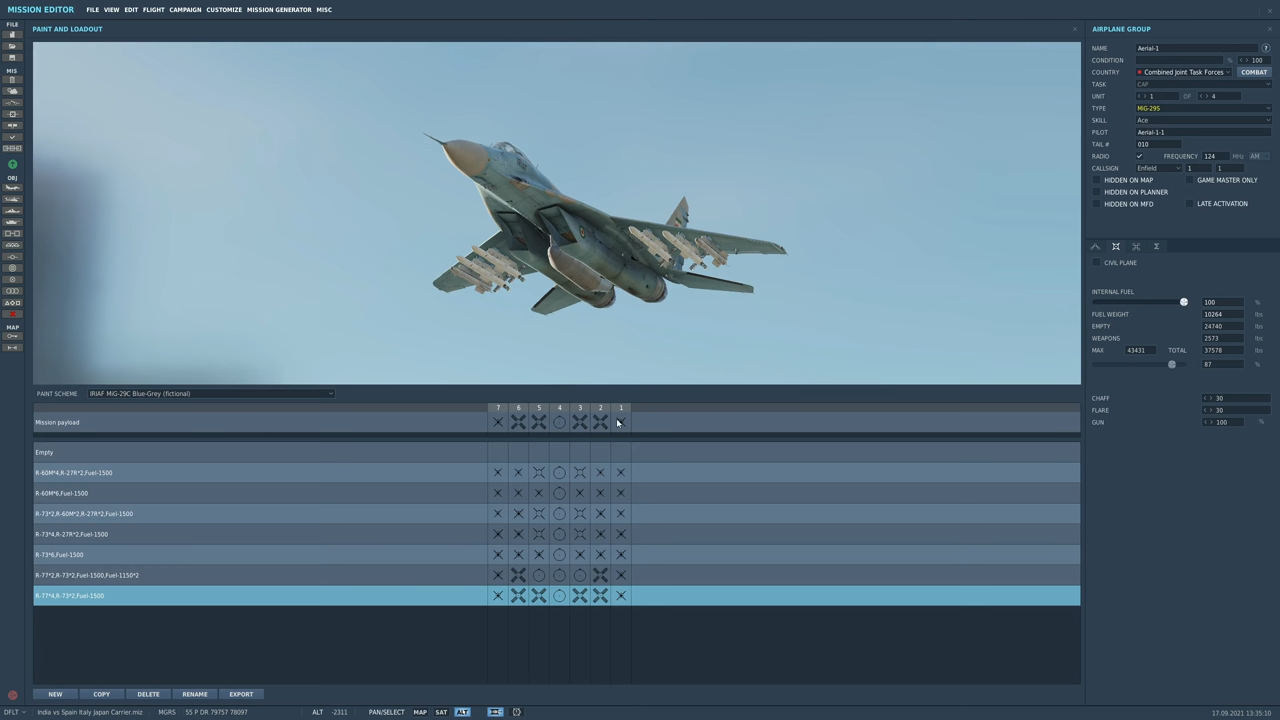 MISSION EDITOR FILE VIEW EDIT FLIGHT CAMPAIGN CUSTOMIZE MISSION GENERATOR MISC
FILE
MIS
OBJ
MAP
PAINT AND LOADOUT
PAINT SCHEME IRIAF MiG-29C Blue-Grey (fictional)
7 6 5 4 3 2 1
Mission payload
Empty
R-60M*4,R-27R*2,Fuel-1500
R-60M*6,Fuel-1500
R-73*2,R-60M*2,R-27R*2,Fuel-1500
R-73*4,R-27R*2,Fuel-1500
R-73*6,Fuel-1500
R-77*2,R-73*2,Fuel-1500,Fuel-1150*2
R-77*4,R-73*2,Fuel-1500
NEW COPY DELETE RENAME EXPORT
AIRPLANE GROUP
NAME Aerial-1 ?
CONDITION % < > 100
COUNTRY Combined Joint Task Forces COMBAT
TASK CAP
UNIT < > 1 OF < > 4
TYPE MiG-29S
SKILL Ace
PILOT Aerial-1-1
TAIL # 010
RADIO FREQUENCY 124 MHz AM
CALLSIGN Enfield 1 1
HIDDEN ON MAP GAME MASTER ONLY
HIDDEN ON PLANNER
HIDDEN ON MFD LATE ACTIVATION
CIVIL PLANE
INTERNAL FUEL
100 %
FUEL WEIGHT 10264 lbs
EMPTY 24740 lbs
WEAPONS 2573 lbs
MAX 43431 TOTAL 37578 lbs
87 %
CHAFF < > 30
FLARE < > 30
GUN < > 100 %
DFLT India vs Spain Italy Japan Carrier.miz MGRS 55 P DR 79757 78097 ALT -2311 PAN/SELECT MAP SAT ALT 17.09.2021 13:35:10